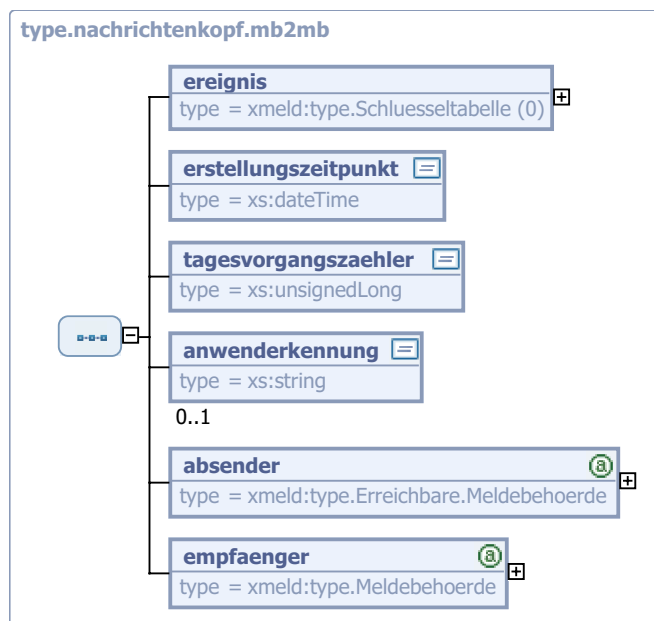 type.nachrichtenkopf.mb2mb
ereignis
type = xmeld:type.Schluesseltabelle (0)
erstellungszeitpunkt
type = xs:dateTime
tagesvorgangszaehler
type = xs:unsignedLong
anwenderkennung
type = xs:string
0..1
absender
type = xmeld:type.Erreichbare.Meldebehoerde
empfaenger
type = xmeld:type.Meldebehoerde